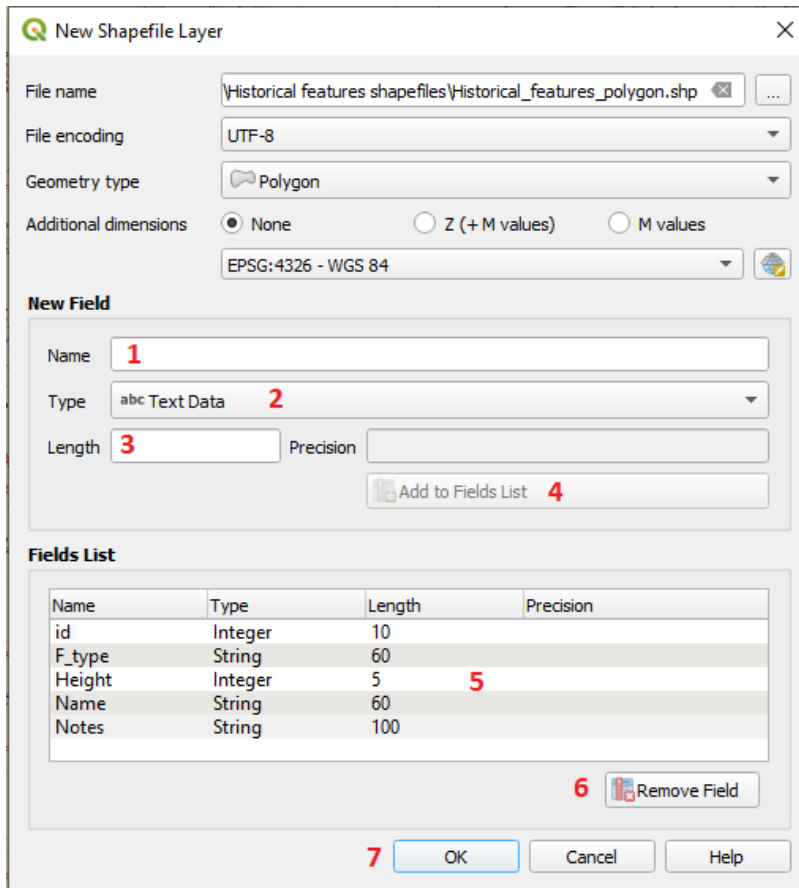 New Shapefile Layer
File name \Historical features shapefiles\Historical_features_polygon.shp ...
File encoding UTF-8
Geometry type Polygon
Additional dimensions None Z (+ M values) M values
EPSG:4326 - WGS 84
New Field
Name 1
Type abc Text Data 2
Length 3 Precision
Add to Fields List 4
Fields List
Name Type Length Precision
id Integer 10
F_type String 60
Height Integer 5 5
Name String 60
Notes String 100
6 Remove Field
7 OK Cancel Help